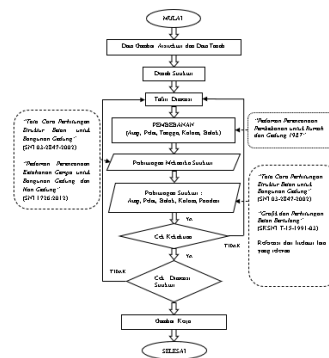 MULAI
Data Gambar Arsitektur dan Data Tanah
Desain Struktur
Tafsir Dimensi
PEMBEBANAN
(Atap, Pelat, Tangga, Kolom, Balok)
"Pedoman Perencanaan
Pembebanan untuk Rumah
dan Gedung 1987"
"Tata Cara Perhitungan
Struktur Beton untuk
Bangunan Gedung"
(SNI 03-2847-2002)
"Pedoman Perencanaan
Ketahanan Gempa untuk
Bangunan Gedung dan
Non Gedung"
(SNI 1726:2012)
Perhitungan Mekanika Struktur
Perhitungan Struktur :
Atap, Pelat, Balok, Kolom, Pondasi
"Tata Cara Perhitungan
Struktur Beton untuk
Bangunan Gedung"
(SNI 03-2847-2002)
"Grafik dan Perhitungan
Beton Bertulang"
(SKSNI T-15-1991-03)
Referensi dan
yang relevan
Ya
Cek Kekuatan
TIDAK
Ya
TIDAK
Cek Dimensi
Struktur
Ya
Gambar Kerja
SELESAI